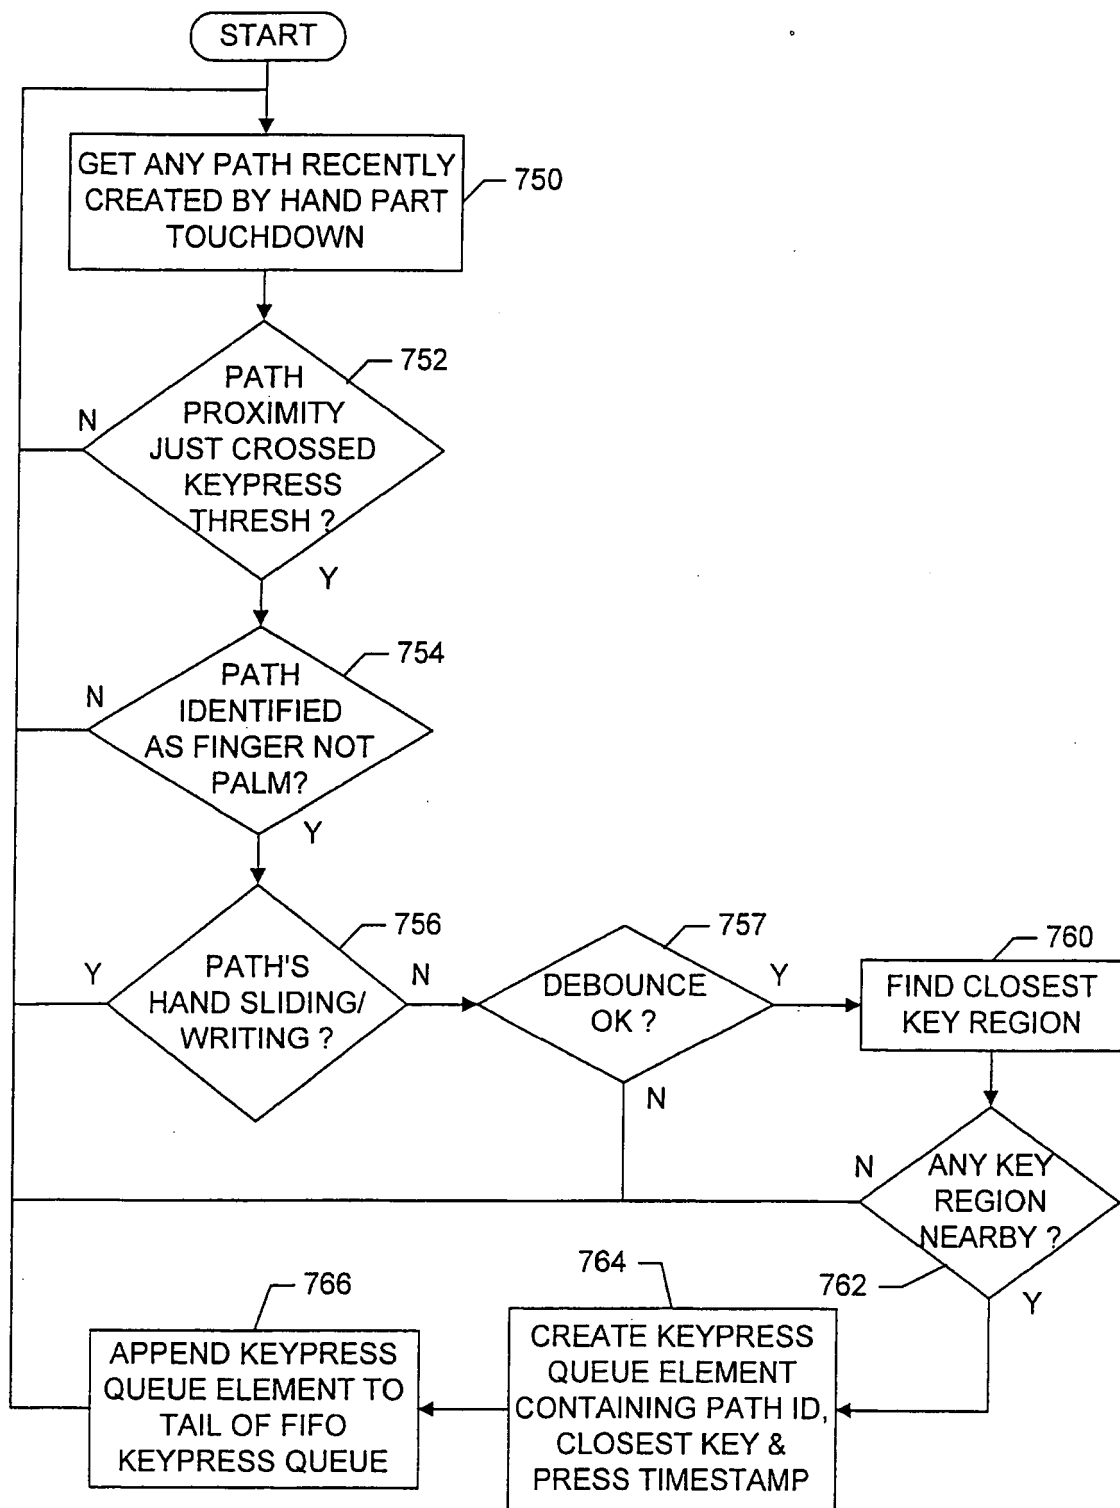 START
GET ANY PATH RECENTLY
CREATED BY HAND PART
TOUCHDOWN
750
752
PATH
PROXIMITY
JUST CROSSED
KEYPRESS
THRESH ?
N
Y
754
PATH
IDENTIFIED
AS FINGER NOT
PALM?
N
Y
756
PATH'S
HAND SLIDING/
WRITING ?
Y
N
757
DEBOUNCE
OK ?
Y
N
760
FIND CLOSEST
KEY REGION
ANY KEY
REGION
NEARBY ?
N
762
Y
764
CREATE KEYPRESS
QUEUE ELEMENT
CONTAINING PATH ID,
CLOSEST KEY &
PRESS TIMESTAMP
766
APPEND KEYPRESS
QUEUE ELEMENT TO
TAIL OF FIFO
KEYPRESS QUEUE